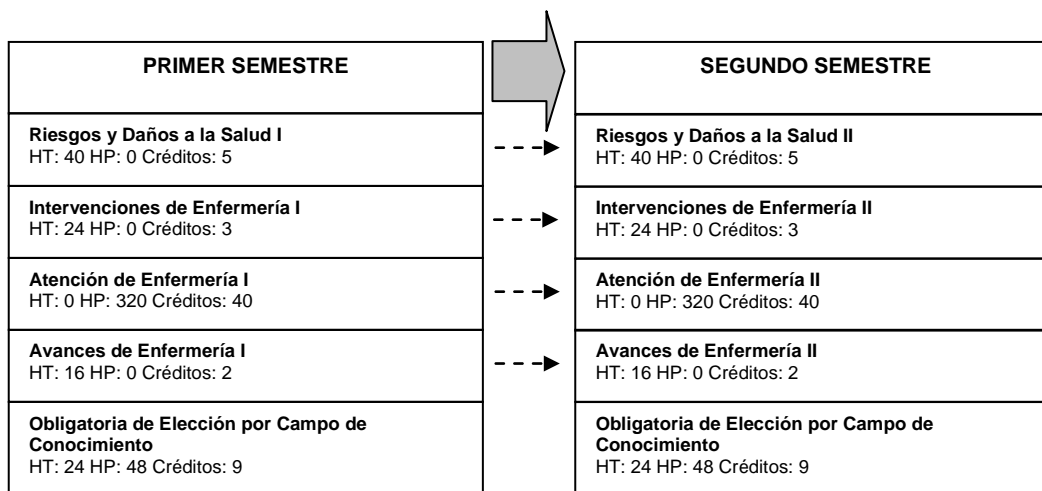 PRIMER SEMESTRE
Riesgos y Daños a la Salud I
HT: 40 HP: 0 Créditos: 5
Intervenciones de Enfermería I
HT: 24 HP: 0 Créditos: 3
Atención de Enfermería I
HT: 0 HP: 320 Créditos: 40
Avances de Enfermería I
HT: 16 HP: 0 Créditos: 2
Obligatoria de Elección por Campo de
Conocimiento
HT: 24 HP: 48 Créditos: 9
SEGUNDO SEMESTRE
Riesgos y Daños a la Salud II
HT: 40 HP: 0 Créditos: 5
Intervenciones de Enfermería II
HT: 24 HP: 0 Créditos: 3
Atención de Enfermería II
HT: 0 HP: 320 Créditos: 40
Avances de Enfermería II
HT: 16 HP: 0 Créditos: 2
Obligatoria de Elección por Campo de
Conocimiento
HT: 24 HP: 48 Créditos: 9